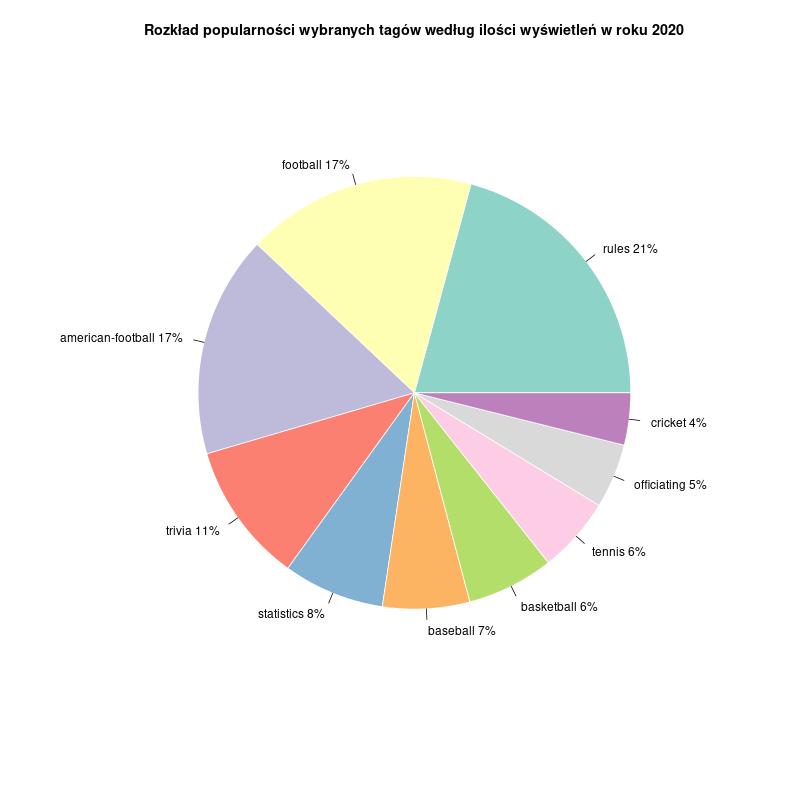 Rozkład popularności wybranych tagów według ilości wyświetleń w roku 2020
football 17%
rules 21%
american-football 17%
cricket 4%
officiating 5%
trivia 11%
tennis 6%
statistics 8%
basketball 6%
baseball 7%